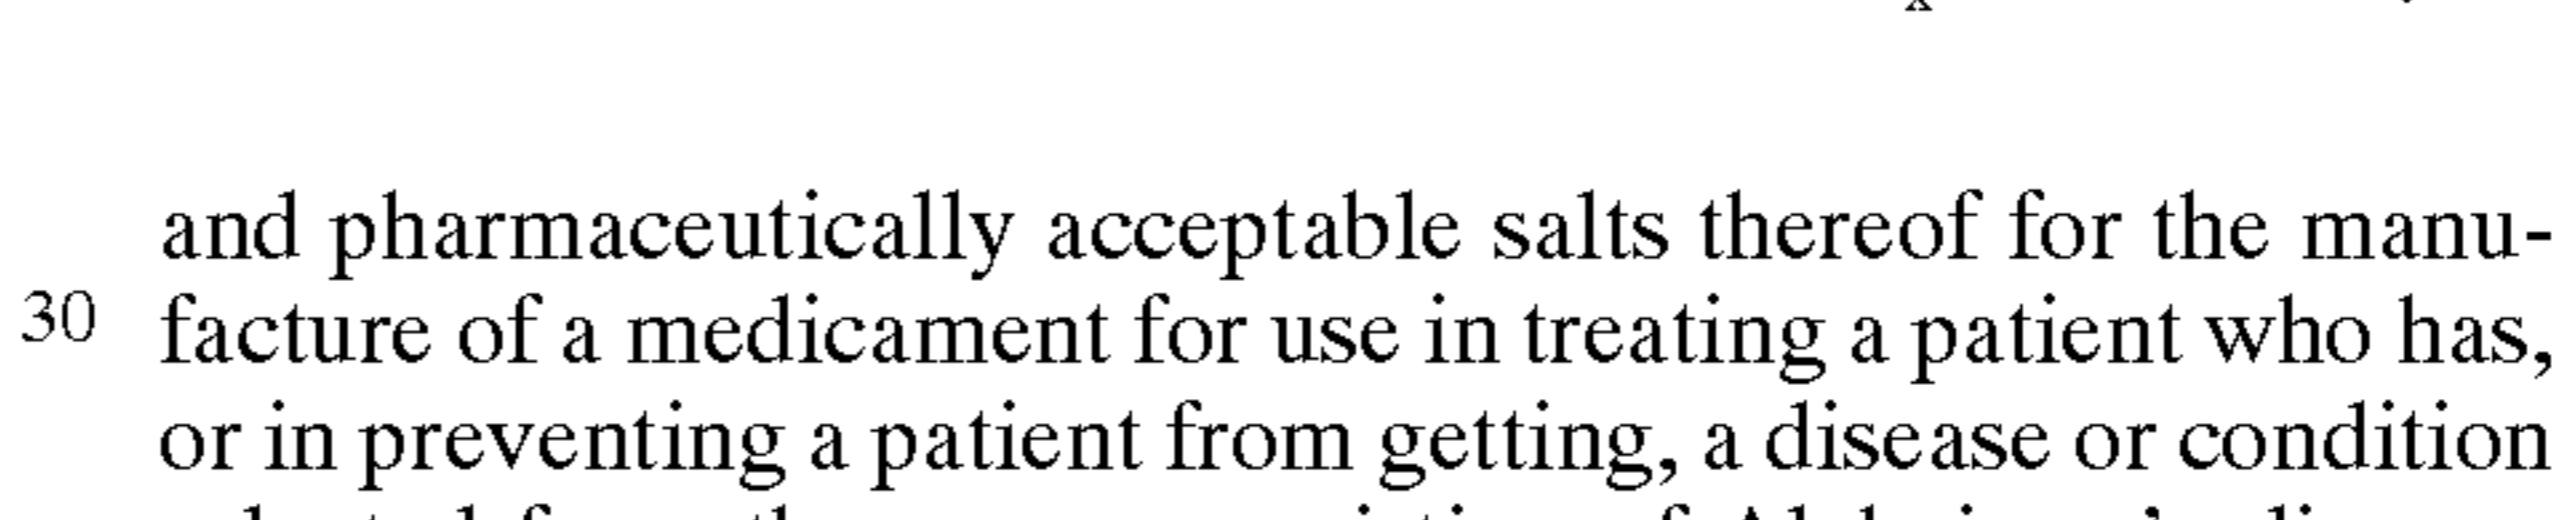 and pharmaceutically acceptable salts thereof for the manu-
30 facture of a medicament for use in treating a patient who has,
or in preventing a patient from getting, a disease or condition